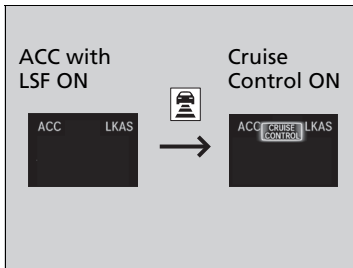 ACC with
LSF ON
Cruise
Control ON
ACC LKAS
ACC CRUISE CONTROL LKAS